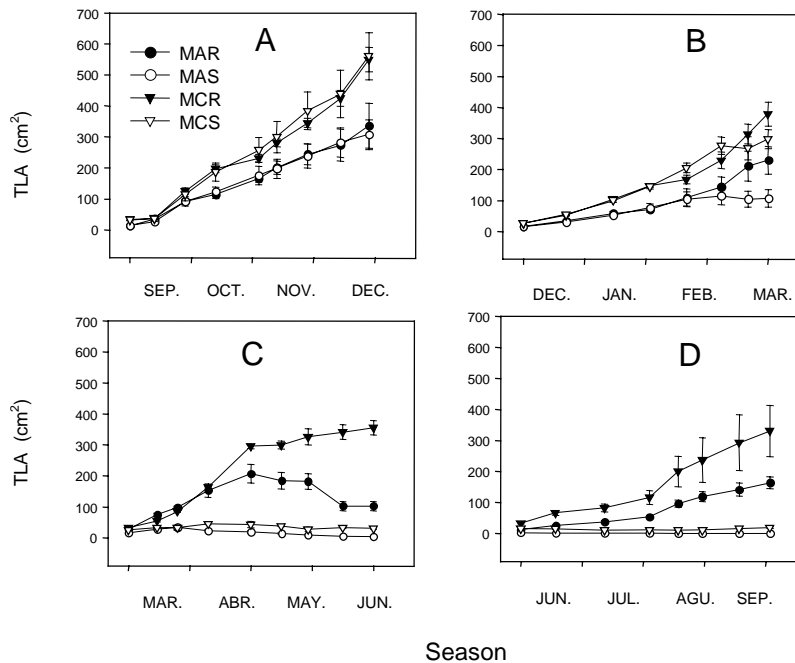 A
B
MAR
MAS
MCR
MCS
TLA (cm2)
700
600
500
400
300
200
100
0
700
600
500
400
300
200
100
0
SEP. OCT. NOV. DEC.
DEC. JAN. FEB. MAR.
C
D
TLA (cm2)
700
600
500
400
300
200
100
0
700
600
500
400
300
200
100
0
MAR. ABR. MAY. JUN.
JUN. JUL. AGU. SEP.
Season